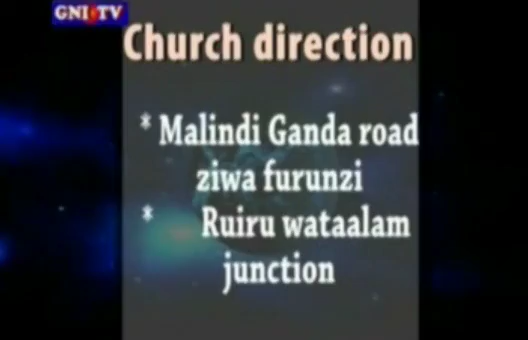 GNI TV
Church direction
* Malindi Ganda road
ziwa furunzi
* Ruiru wataalam
junction